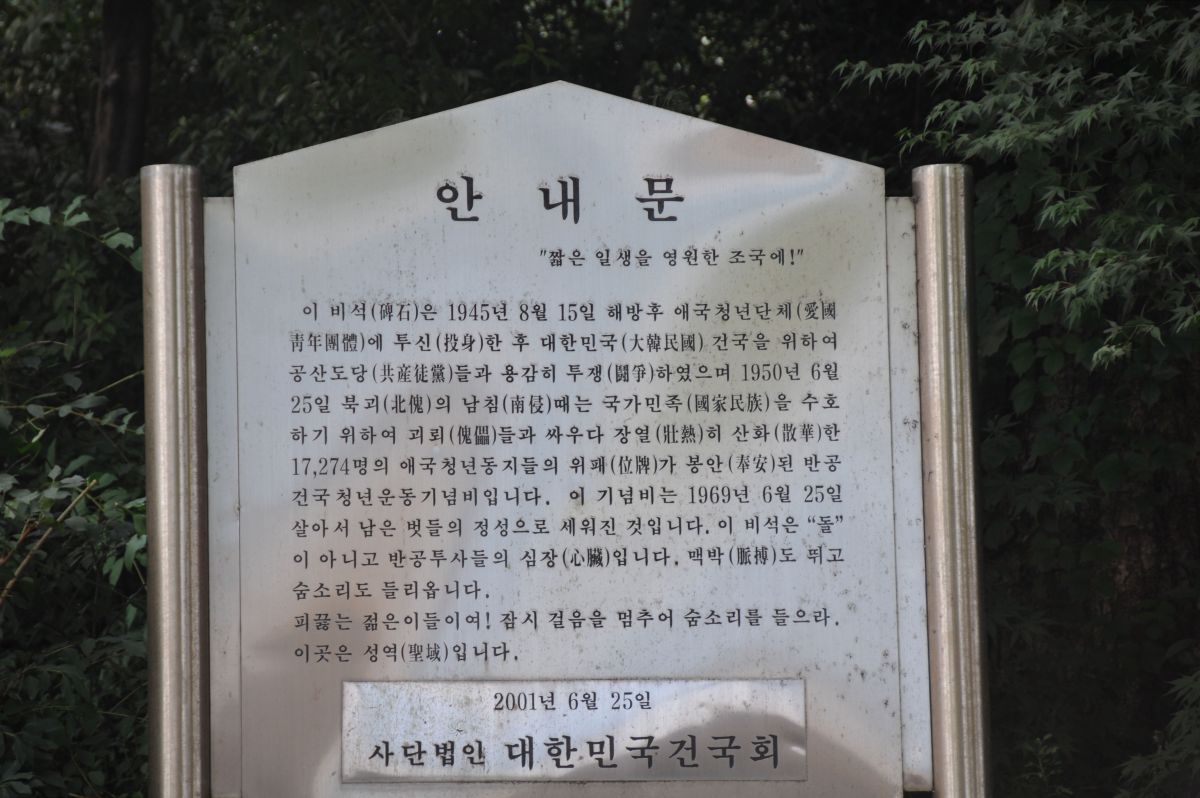 안 내 문
"짧은 일생을 영원한 조국에!"
이 비석(碑石)은 1945년 8월 15일 해방후 애국청년단체(愛國
靑年團體)에 투신(投身)한 후 대한민국(大韓民國) 건국을 위하여
공산도당(共産徒黨)들과 용감히 투쟁(鬪爭)하였으며 1950년 6월
25일 북괴(北傀)의 남침(南侵)때는 국가민족(國家民族)을 수호
하기 위하여 괴뢰(傀儡)들과 싸우다 장열(壯熱)히 산화(散華)한
17,274명의 애국청년동지들의 위패(位牌)가 봉안(奉安)된 반공
건국청년운동기념비입니다. 이 기념비는 1969년 6월 25일
살아서 남은 벗들의 정성으로 세워진 것입니다. 이 비석은 “돌”
이 아니고 반공투사들의 심장(心臟)입니다. 맥박(脈搏)도 뛰고
숨소리도 들리옵니다.
피끓는 젊은이들이여! 잠시 걸음을 멈추어 숨소리를 들으라.
이곳은 성역(聖域)입니다.
2001년 6월 25일
사단법인 대한민국건국회